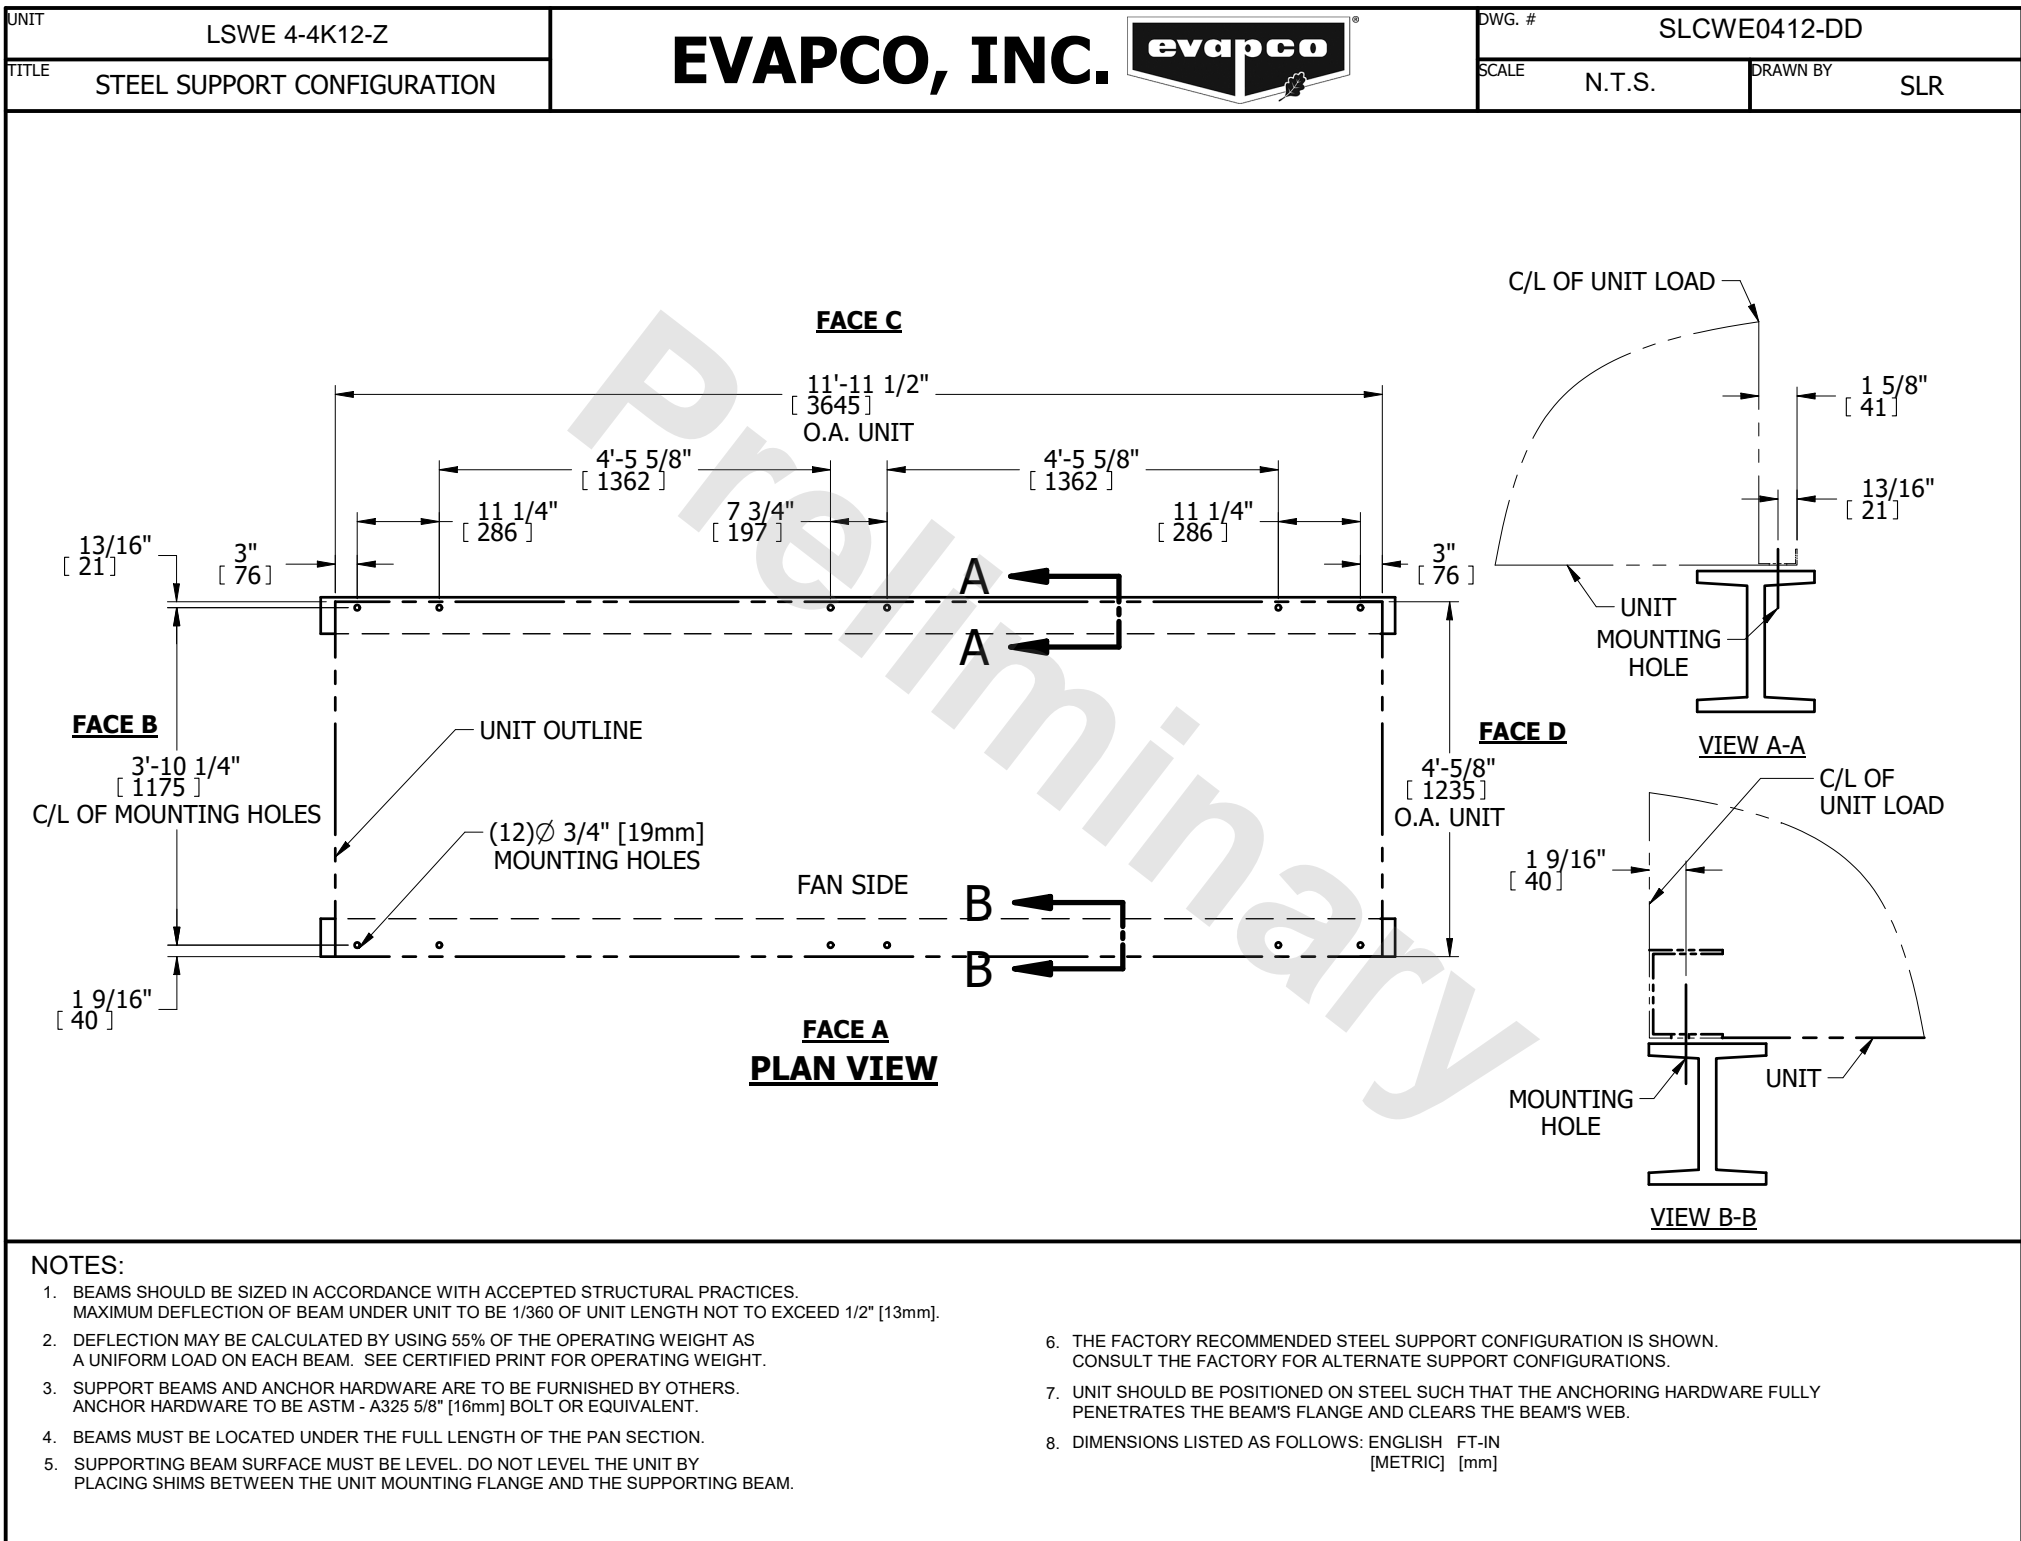 UNIT
LSWE 4-4K12-Z
TITLE
STEEL SUPPORT CONFIGURATION
EVAPCO, INC.
evapco
®
DWG. #
SLCWE0412-DD
SCALE
N.T.S.
DRAWN BY
SLR
Preliminary
FACE C
11'-11 1/2"
[ 3645 ]
O.A. UNIT
4'-5 5/8"
[ 1362 ]
4'-5 5/8"
[ 1362 ]
11 1/4"
[ 286 ]
7 3/4"
[ 197 ]
11 1/4"
[ 286 ]
13/16"
[ 21 ]
3"
[ 76 ]
3"
[ 76 ]
A
A
FACE B
3'-10 1/4"
[ 1175 ]
C/L OF MOUNTING HOLES
UNIT OUTLINE
(12)∅ 3/4" [19mm]
MOUNTING HOLES
FAN SIDE
B
B
1 9/16"
[ 40 ]
FACE D
4'-5/8"
[ 1235 ]
O.A. UNIT
FACE A
PLAN VIEW
C/L OF UNIT LOAD
1 5/8"
[ 41 ]
13/16"
[ 21 ]
UNIT
MOUNTING
HOLE
VIEW A-A
C/L OF
UNIT LOAD
1 9/16"
[ 40 ]
UNIT
MOUNTING
HOLE
VIEW B-B
NOTES:
1. BEAMS SHOULD BE SIZED IN ACCORDANCE WITH ACCEPTED STRUCTURAL PRACTICES.
MAXIMUM DEFLECTION OF BEAM UNDER UNIT TO BE 1/360 OF UNIT LENGTH NOT TO EXCEED 1/2" [13mm].
2. DEFLECTION MAY BE CALCULATED BY USING 55% OF THE OPERATING WEIGHT AS
A UNIFORM LOAD ON EACH BEAM. SEE CERTIFIED PRINT FOR OPERATING WEIGHT.
3. SUPPORT BEAMS AND ANCHOR HARDWARE ARE TO BE FURNISHED BY OTHERS.
ANCHOR HARDWARE TO BE ASTM - A325 5/8" [16mm] BOLT OR EQUIVALENT.
4. BEAMS MUST BE LOCATED UNDER THE FULL LENGTH OF THE PAN SECTION.
5. SUPPORTING BEAM SURFACE MUST BE LEVEL. DO NOT LEVEL THE UNIT BY
PLACING SHIMS BETWEEN THE UNIT MOUNTING FLANGE AND THE SUPPORTING BEAM.
6. THE FACTORY RECOMMENDED STEEL SUPPORT CONFIGURATION IS SHOWN.
CONSULT THE FACTORY FOR ALTERNATE SUPPORT CONFIGURATIONS.
7. UNIT SHOULD BE POSITIONED ON STEEL SUCH THAT THE ANCHORING HARDWARE FULLY
PENETRATES THE BEAM'S FLANGE AND CLEARS THE BEAM'S WEB.
8. DIMENSIONS LISTED AS FOLLOWS: ENGLISH FT-IN
[METRIC] [mm]